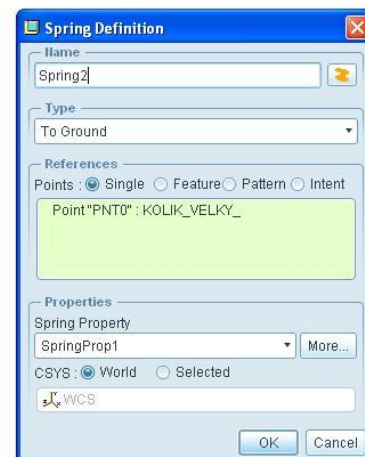 Spring Definition
Name
Spring2
Type
To Ground
References
Points : Single Feature Pattern Intent
Point "PNT0" : KOLIK_VELKY_
Properties
Spring Property
SpringProp1 More...
CSYS : World Selected
WCS
OK Cancel